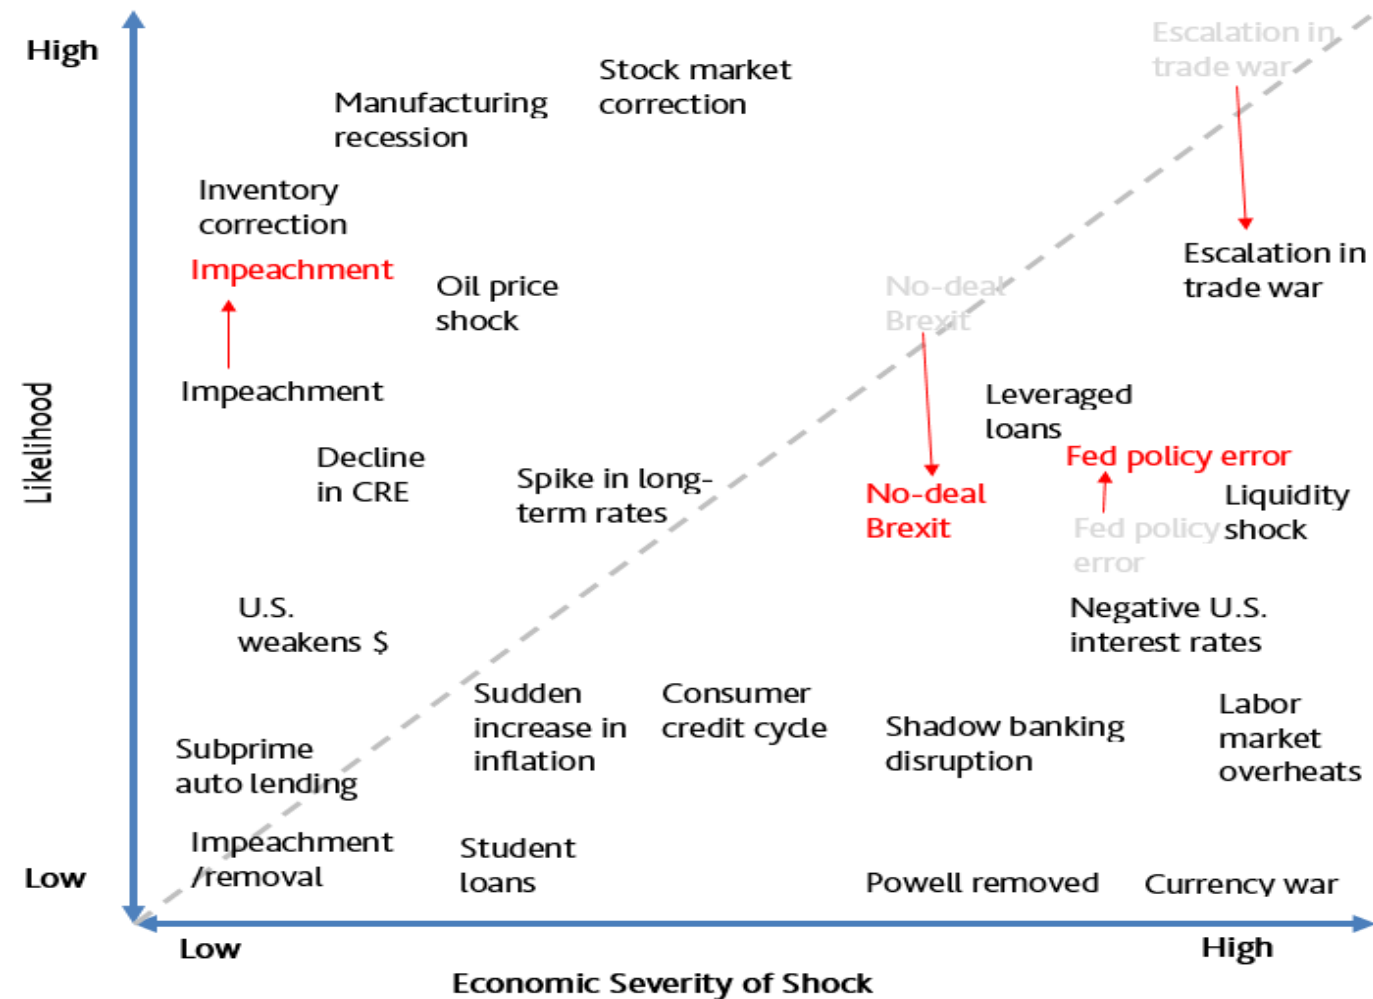 High
Escalation in
trade war
Stock market
correction
Manufacturing
recession
Inventory
correction
Impeachment
Oil price
shock
Escalation in
trade war
No-deal
Brexit
Impeachment
Leveraged
loans
Likelihood
Decline
in CRE
Spike in long-
term rates
Fed policy error
No-deal
Brexit
Liquidity
shock
Fed policy
error
U.S.
weakens $
Negative U.S.
interest rates
Sudden
increase in
inflation
Consumer
credit cycle
Shadow banking
disruption
Labor
market
overheats
Subprime
auto lending
Impeachment
/removal
Student
loans
Powell removed
Currency war
Low
Low
High
Economic Severity of Shock